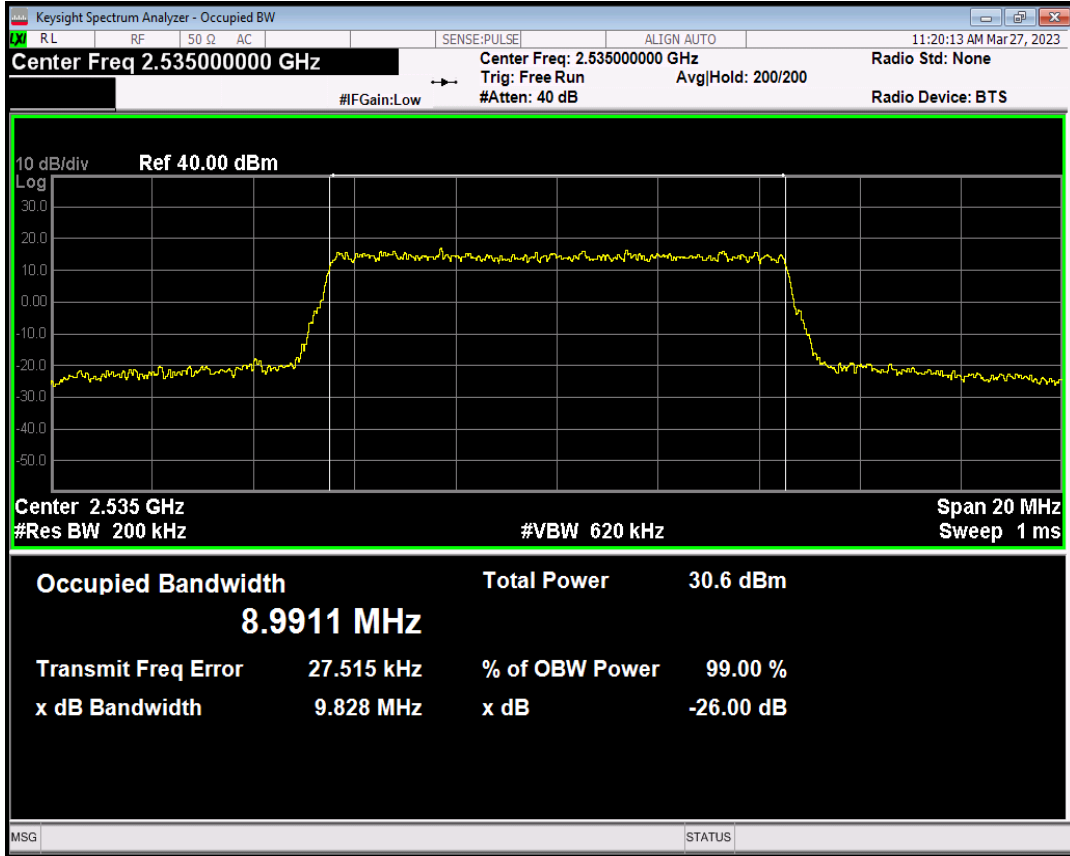 Keysight Spectrum Analyzer - Occupied BW
LXI RL RF 50 Ω AC SENSE:PULSE ALIGN AUTO 11:20:13 AM Mar 27, 2023
Center Freq 2.535000000 GHz Center Freq: 2.535000000 GHz Radio Std: None
Trig: Free Run Avg|Hold: 200/200
#IFGain:Low #Atten: 40 dB Radio Device: BTS
10 dB/div Ref 40.00 dBm
Log
30.0
20.0
10.0
0.00
-10.0
-20.0
-30.0
-40.0
-50.0
Center 2.535 GHz Span 20 MHz
#Res BW 200 kHz #VBW 620 kHz Sweep 1 ms
Occupied Bandwidth Total Power 30.6 dBm
8.9911 MHz
Transmit Freq Error 27.515 kHz % of OBW Power 99.00 %
x dB Bandwidth 9.828 MHz x dB -26.00 dB
MSG STATUS